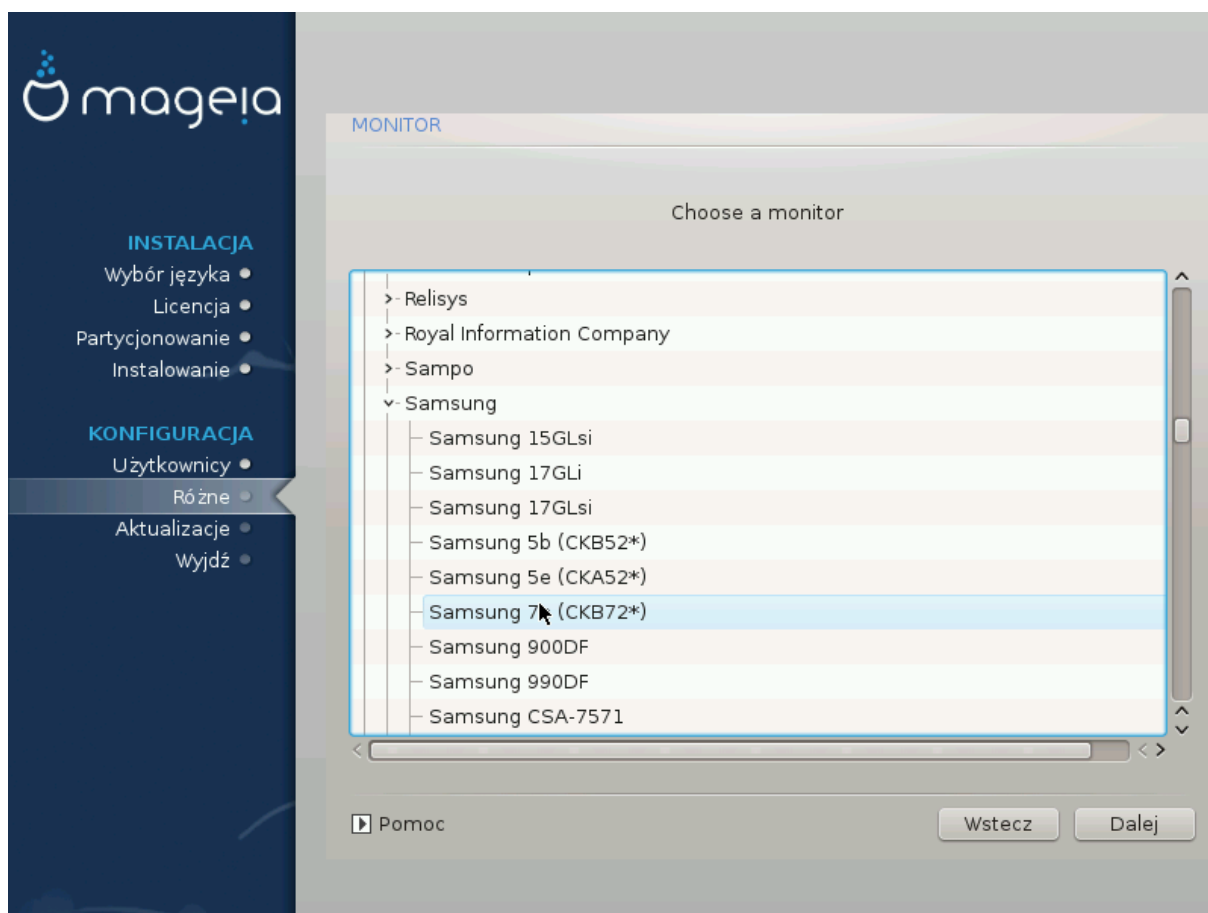 mageia
INSTALACJA
Wybór języka
Licencja
Partycjonowanie
Instalowanie
KONFIGURACJA
Użytkownicy
Różne
Aktualizacje
Wyjdź
MONITOR
Choose a monitor
Relisys
Royal Information Company
Sampo
Samsung
Samsung 15GLsi
Samsung 17GLi
Samsung 17GLsi
Samsung 5b (CKB52*)
Samsung 5e (CKA52*)
Samsung (CKB72*)
Samsung 900DF
Samsung 990DF
Samsung CSA-7571
Pomoc
Wstecz
Dalej